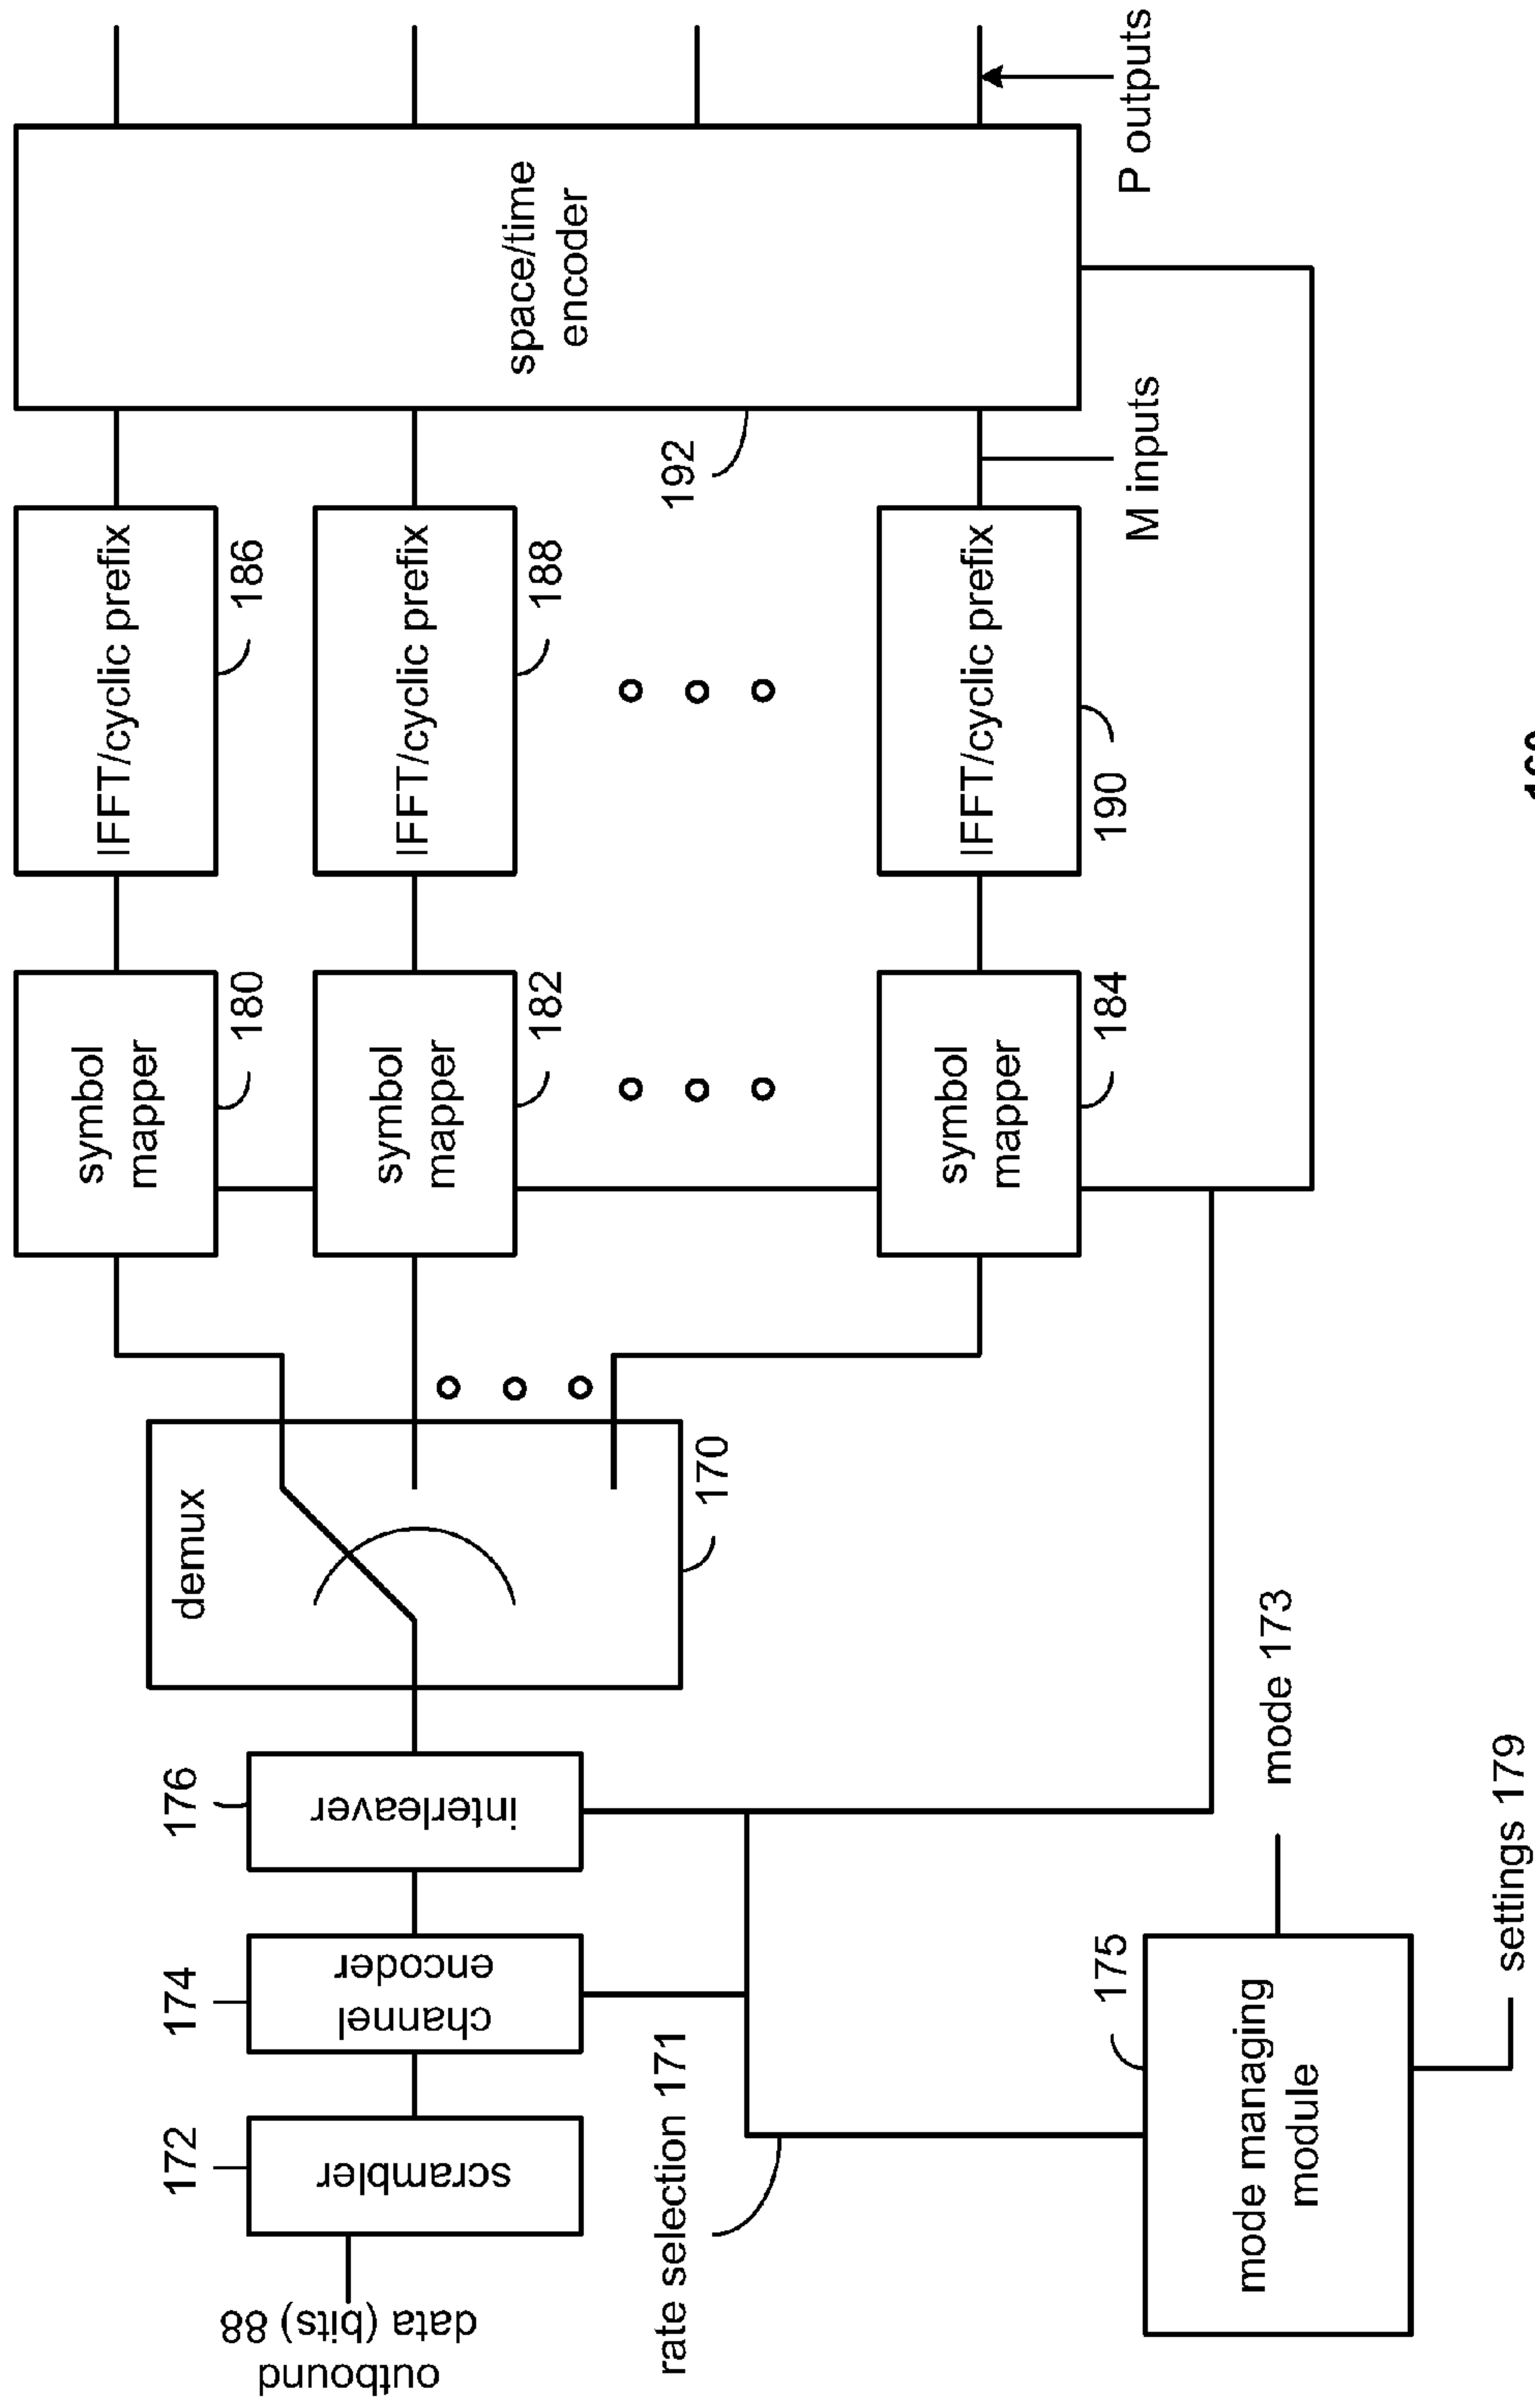 outbound
data (bits) 88
172
scrambler
174
channel
encoder
176
interleaver
demux
170
symbol
mapper
180
symbol
mapper
182
symbol
mapper
184
IFFT/cyclic prefix
186
IFFT/cyclic prefix
188
IFFT/cyclic prefix
190
192
space/time
encoder
M inputs
P outputs
rate selection 171
175
mode managing
module
mode 173
settings 179